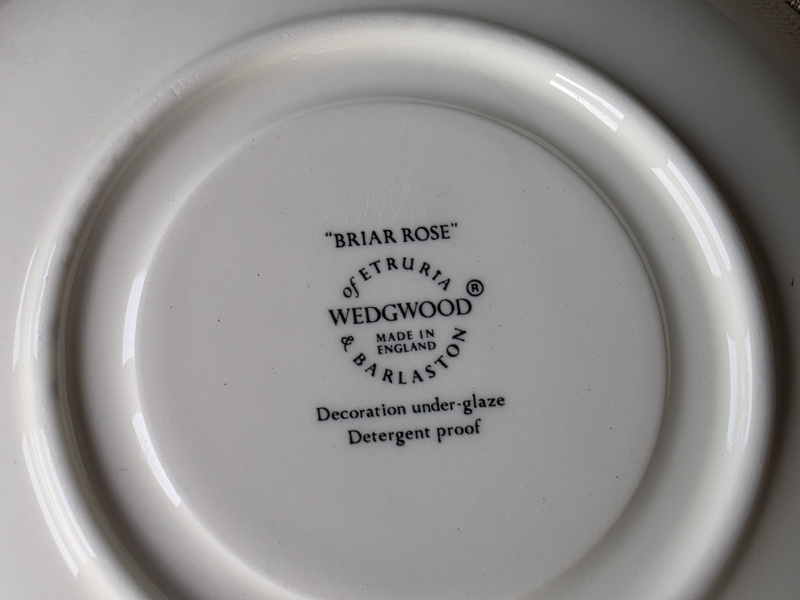 "BRIAR ROSE"
of ETRURIA
®
WEDGWOOD
MADE IN
ENGLAND
& BARLASTON
Decoration under-glaze
Detergent proof